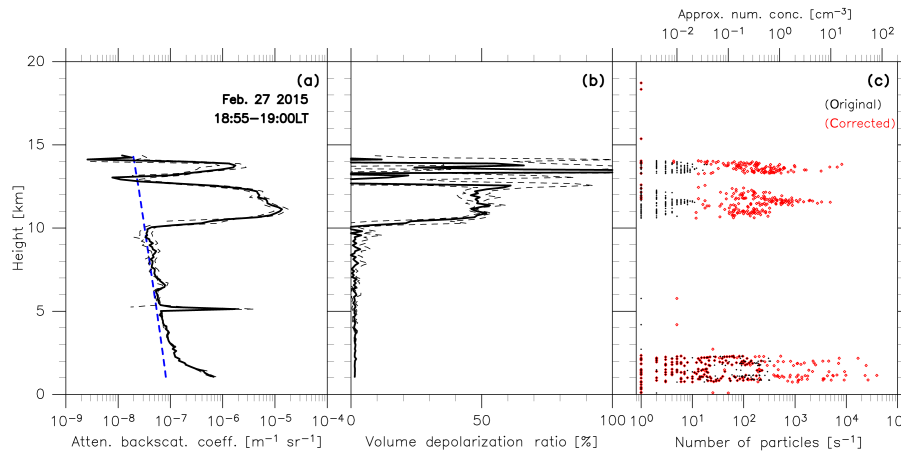 Approx. num. conc. [cm⁻³]
10⁻² 10⁻¹ 10⁰ 10¹ 10²
20
15
10
5
0
Height [km]
(a)
Feb. 27 2015
18:55−19:00LT
(b)
(c)
(Original)
(Corrected)
10⁻⁹ 10⁻⁸ 10⁻⁷ 10⁻⁶ 10⁻⁵ 10⁻⁴
0 50 100
10⁰ 10¹ 10² 10³ 10⁴ 10⁵
Atten. backscat. coeff. [m⁻¹ sr⁻¹]
Volume depolarization ratio [%]
Number of particles [s⁻¹]